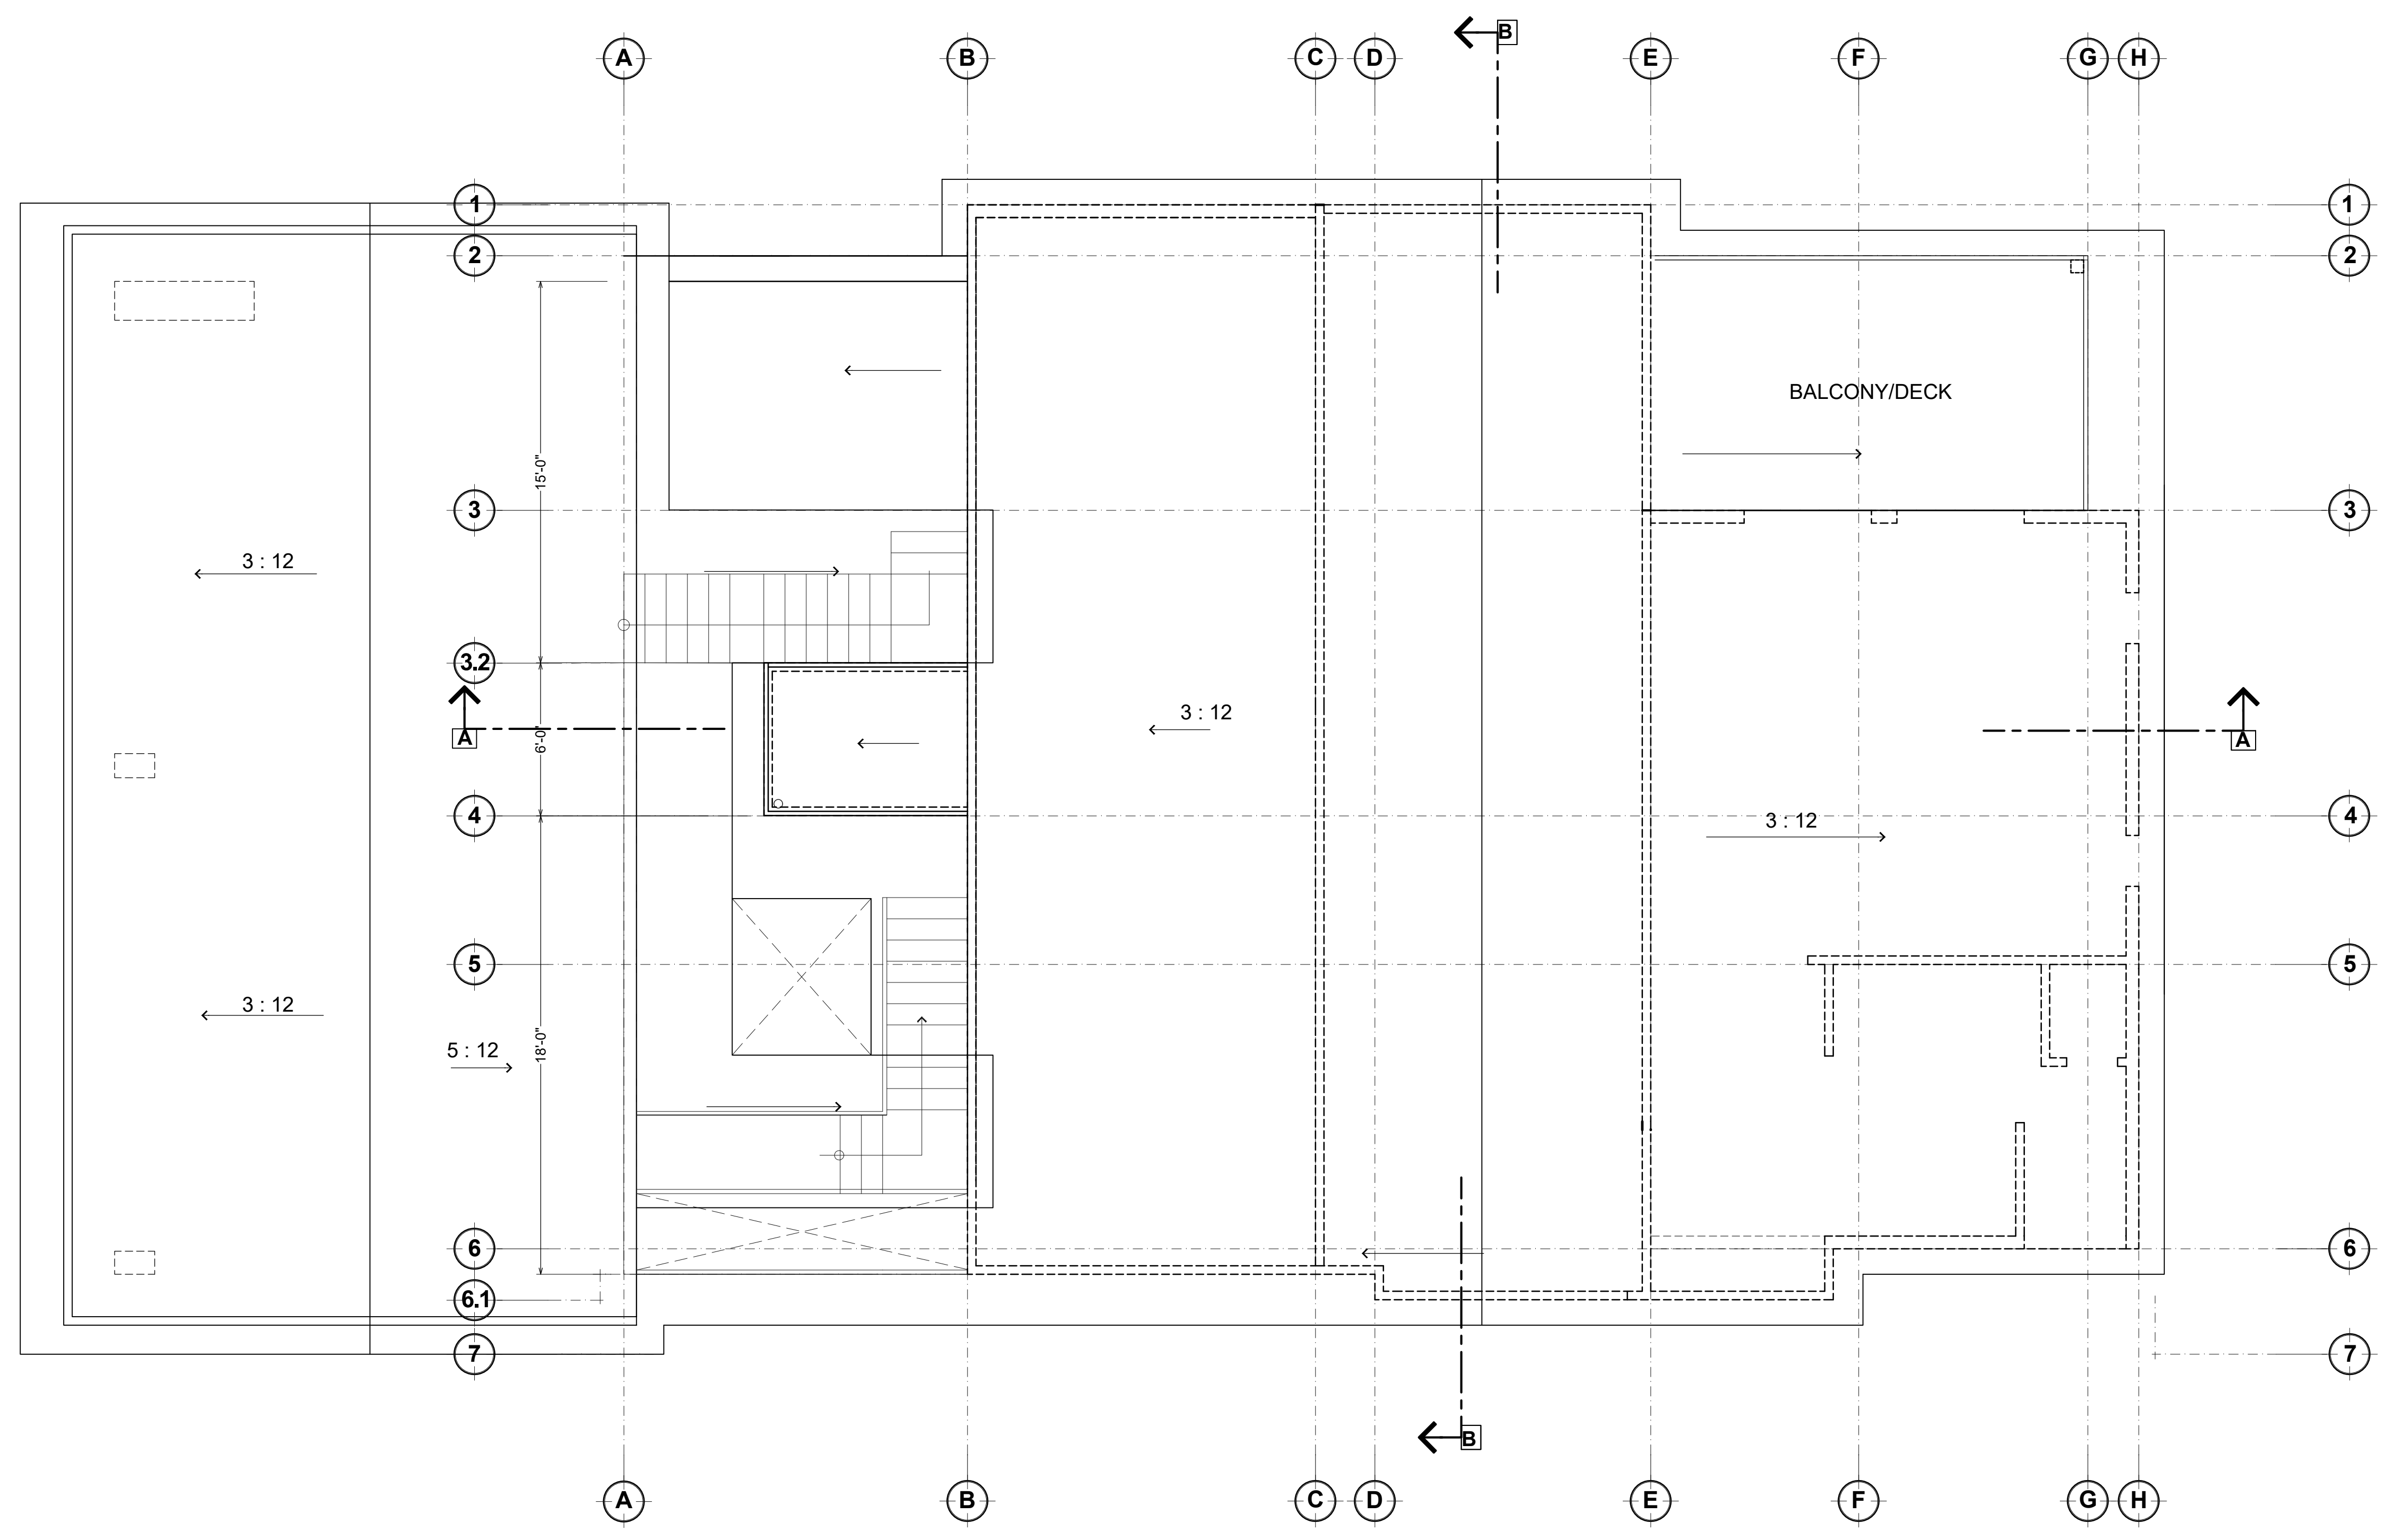 B
A B C D E F G H
1 1
2 2
BALCONY/DECK
15'-0"
3 3
3 : 12
3.2
3 : 12
A 6'-0" A
4 4
3 : 12
5 5
3 : 12
18'-0"
5 : 12
6 6
6.1
7 7
B
A B C D E F G H